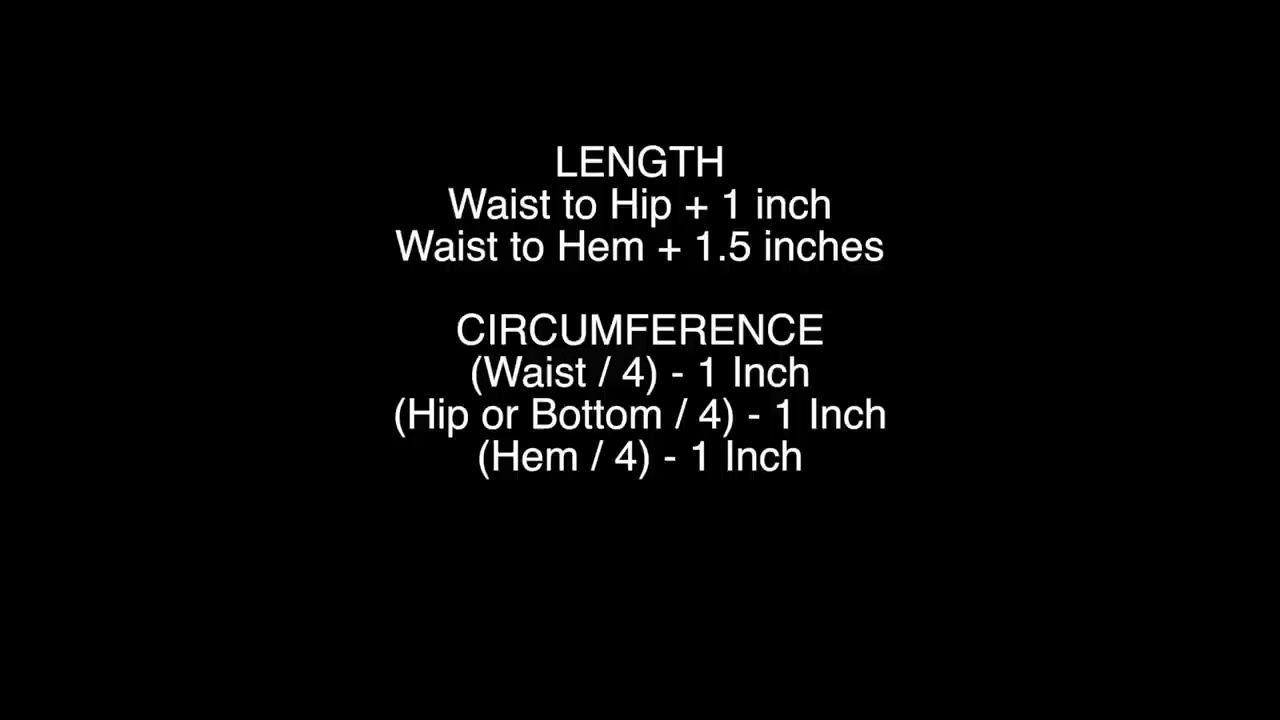 LENGTH
Waist to Hip + 1 inch
Waist to Hem + 1.5 inches
CIRCUMFERENCE
(Waist / 4) - 1 Inch
(Hip or Bottom / 4) - 1 Inch
(Hem / 4) - 1 Inch